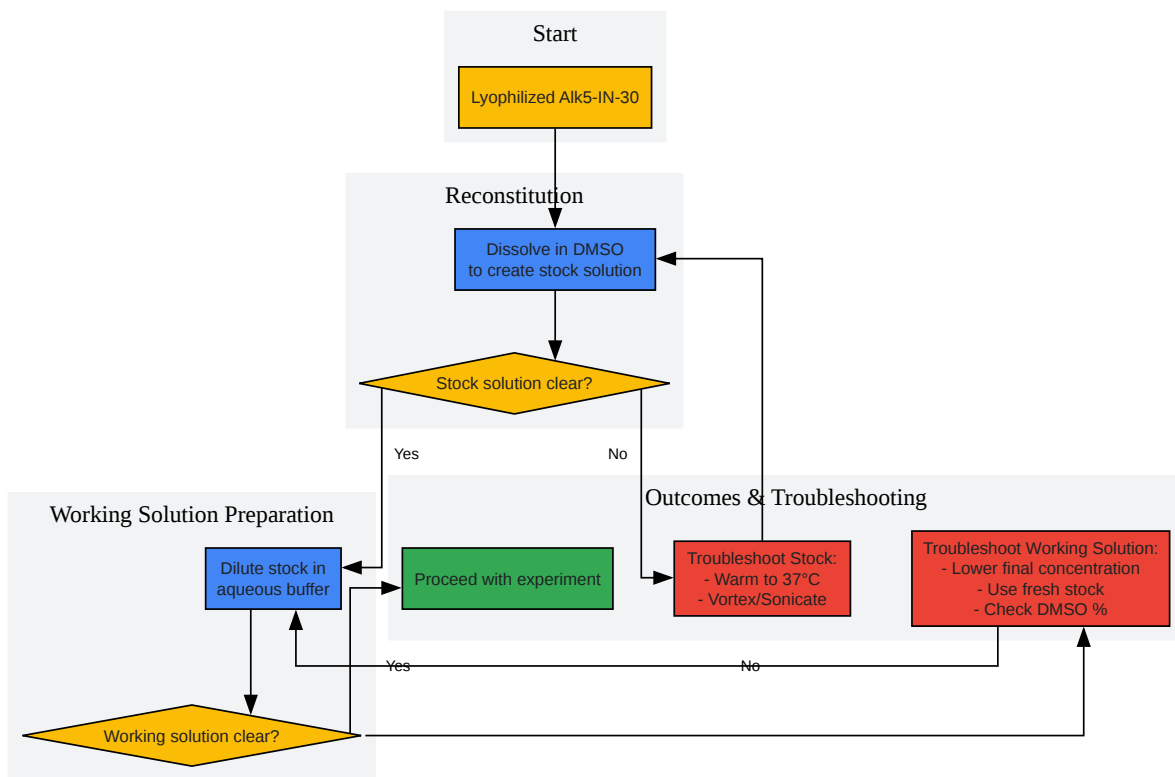 Start
Lyophilized Alk5-IN-30
Reconstitution
Dissolve in DMSO
to create stock solution
Stock solution clear?
Yes
No
Outcomes & Troubleshooting
Working Solution Preparation
Dilute stock in
aqueous buffer
Proceed with experiment
Troubleshoot Stock:
- Warm to 37°C
- Vortex/Sonicate
Troubleshoot Working Solution:
- Lower final concentration
- Use fresh stock
- Check DMSO %
Yes
No
Working solution clear?